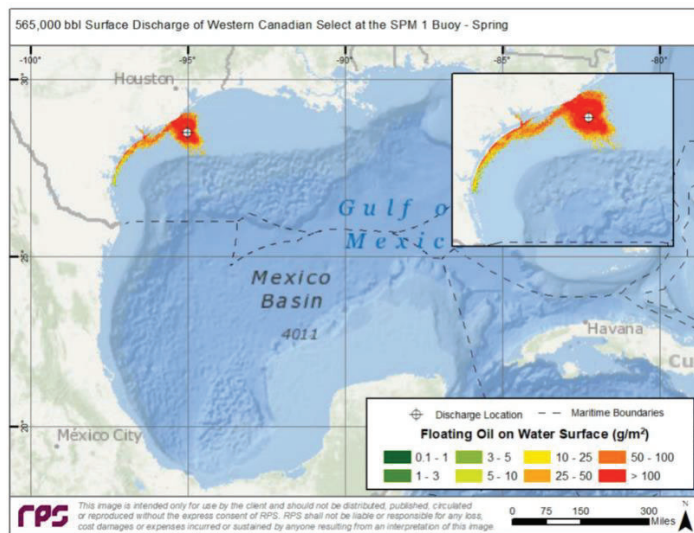 565,000 bbl Surface Discharge of Western Canadian Select at the SPM 1 Buoy - Spring
-100°
-95°
-90°
-85°
-80°
30°
Houston
Gulf o
Mexic
25°
Mexico
Basin
4011
Havana
Cu
20°
México City
Discharge Location
Maritime Boundaries
Floating Oil on Water Surface (g/m²)
0.1 - 1
3 - 5
10 - 25
50 - 100
1 - 3
5 - 10
25 - 50
> 100
RPS
This image is intended only for use by the client and should not be distributed, published, circulated
or reproduced without the express consent of RPS. RPS shall not be liable or responsible for any loss,
cost damages or expenses incurred or sustained by anyone resulting from an interpretation of this image
0 75 150 300
Miles
N